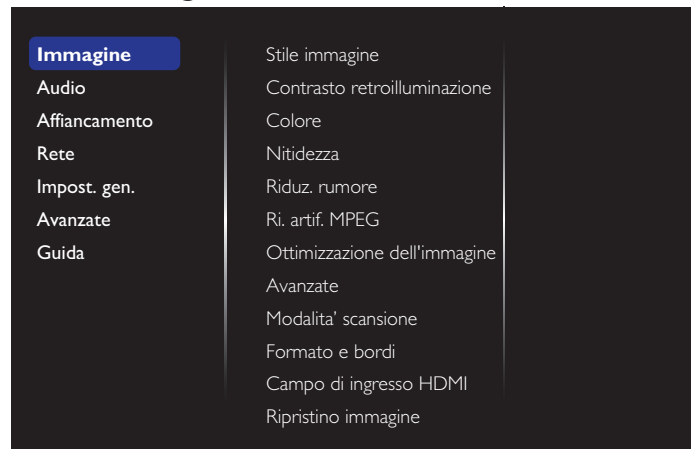 Immagine
Audio
Affiancamento
Rete
Impost. gen.
Avanzate
Guida
Stile immagine
Contrasto retroilluminazione
Colore
Nitidezza
Riduz. rumore
Ri. artif. MPEG
Ottimizzazione dell'immagine
Avanzate
Modalita’ scansione
Formato e bordi
Campo di ingresso HDMI
Ripristino immagine